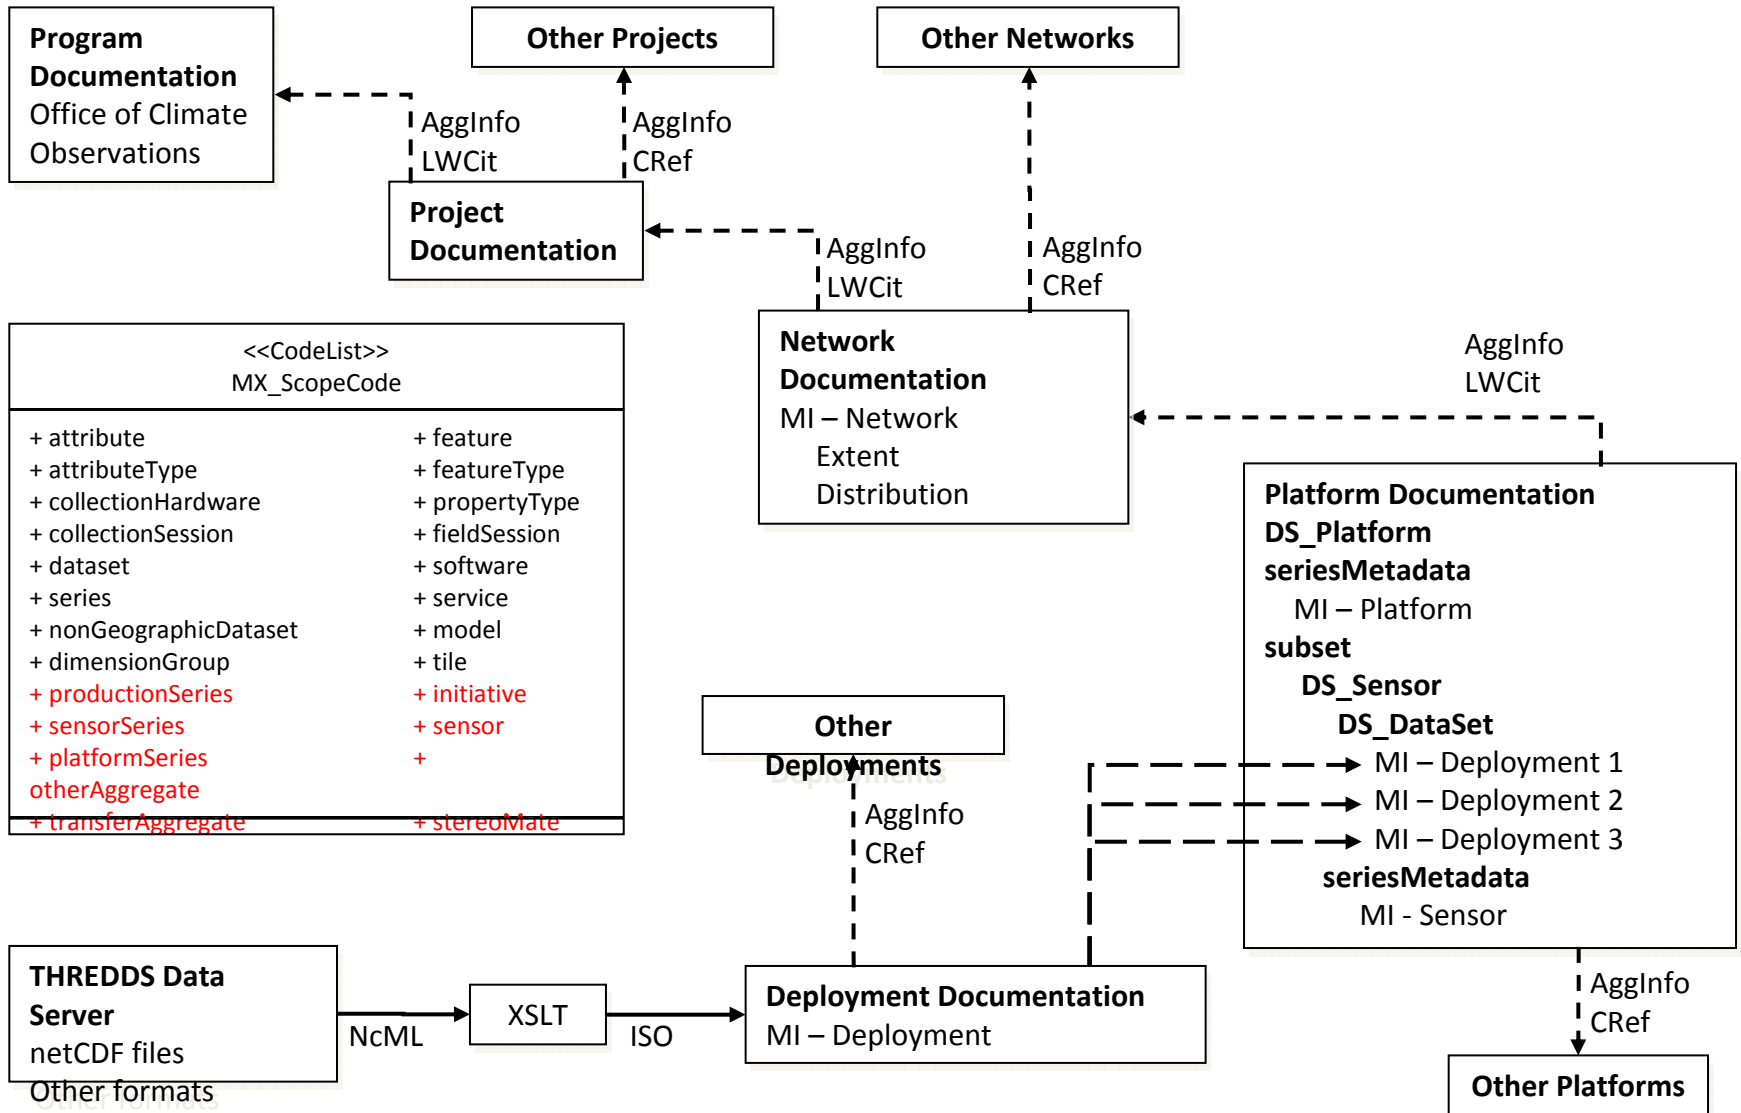 Program
Documentation
Office of Climate
Observations
Other Projects
Other Networks
AggInfo
LWCit
AggInfo
CRef
Project
Documentation
AggInfo
LWCit
AggInfo
CRef
Network
Documentation
MI – Network
Extent
Distribution
AggInfo
LWCit
<<CodeList>>
MX_ScopeCode
+ attribute + feature
+ attributeType + featureType
+ collectionHardware + propertyType
+ collectionSession + fieldSession
+ dataset + software
+ series + service
+ nonGeographicDataset + model
+ dimensionGroup + tile
+ productionSeries + initiative
+ sensorSeries + sensor
+ platformSeries +
otherAggregate
+ transferAggregate + stereoMate
Platform Documentation
DS_Platform
seriesMetadata
MI – Platform
subset
DS_Sensor
DS_DataSet
MI – Deployment 1
MI – Deployment 2
MI – Deployment 3
seriesMetadata
MI - Sensor
Other
Deployments
AggInfo
CRef
THREDDS Data
Server
netCDF files
Other formats
NcML
XSLT
ISO
Deployment Documentation
MI – Deployment
AggInfo
CRef
Other Platforms